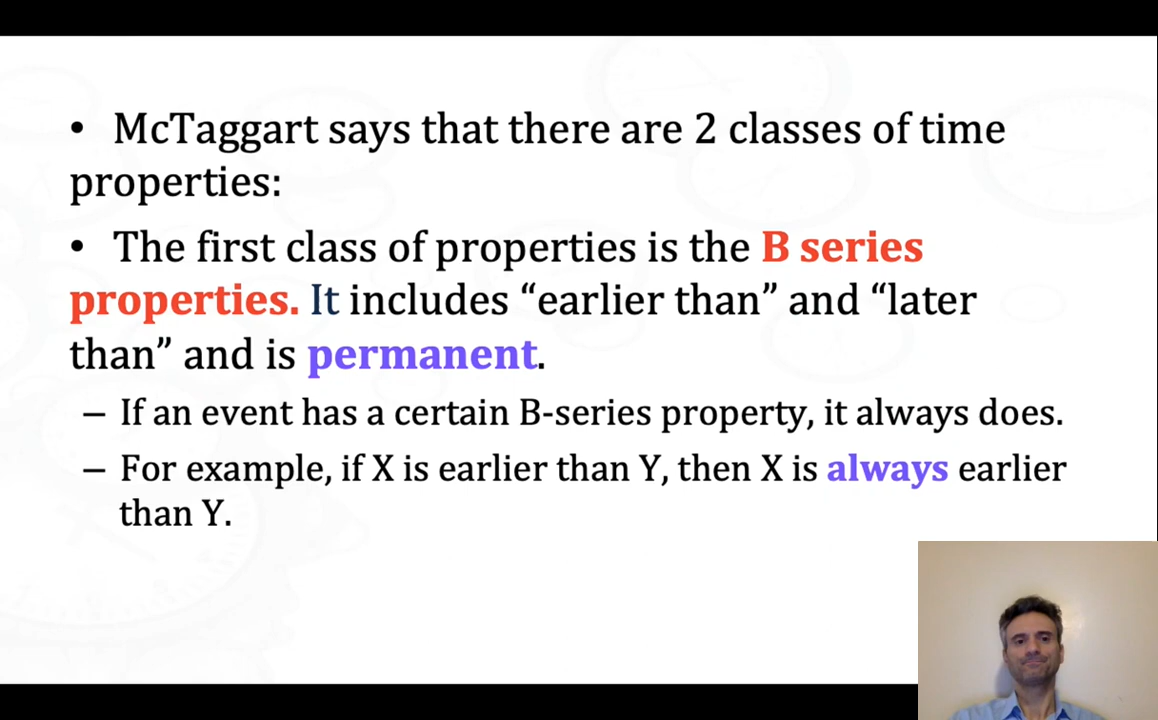 • McTaggart says that there are 2 classes of time
properties:
• The first class of properties is the B series
properties. It includes “earlier than” and “later
than” and is permanent.
– If an event has a certain B-series property, it always does.
– For example, if X is earlier than Y, then X is always earlier
than Y.